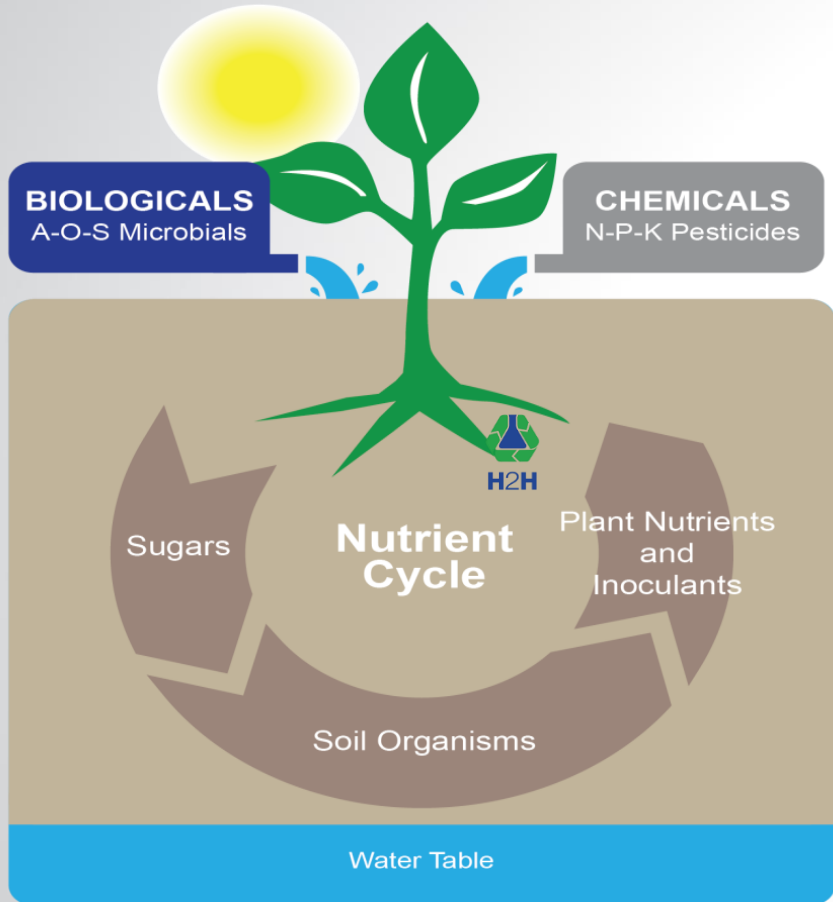 BIOLOGICALS
A-O-S Microbials
CHEMICALS
N-P-K Pesticides
H2H
Sugars
Nutrient
Cycle
Plant Nutrients
and
Inoculants
Soil Organisms
Water Table